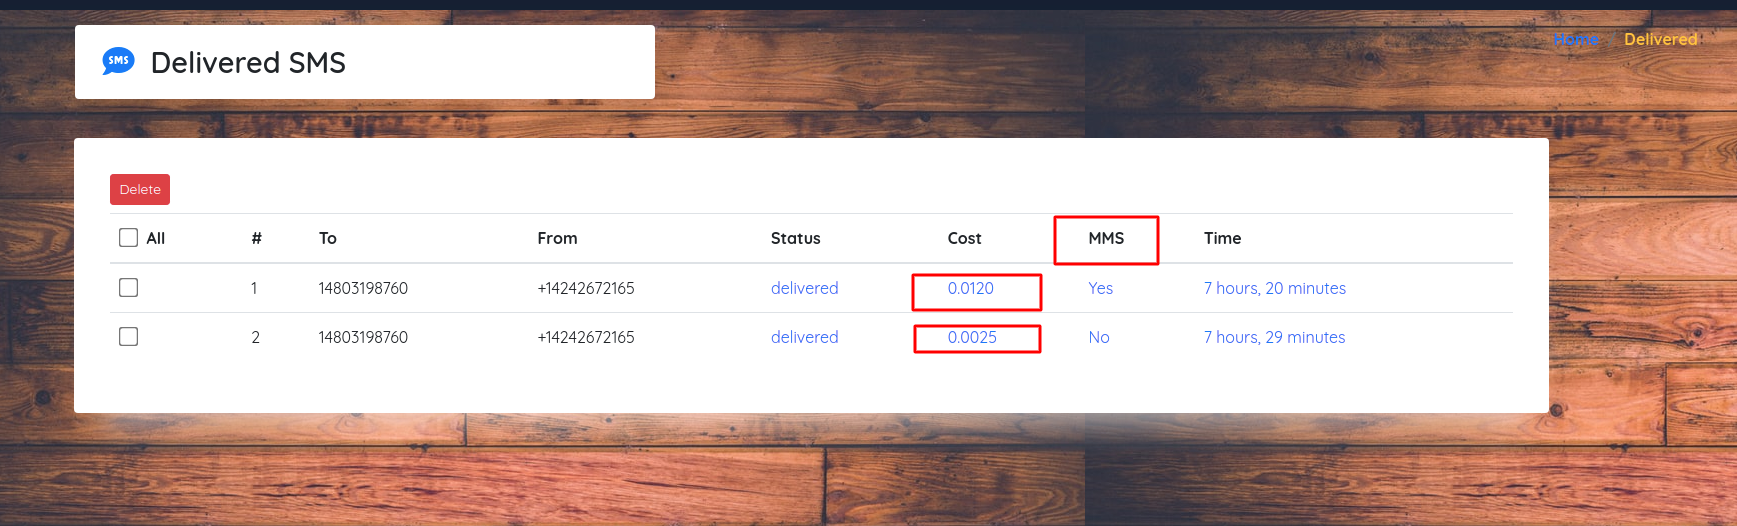 Home / Delivered
SMS Delivered SMS
Delete
All # To From Status Cost MMS Time
1 14803198760 +14242672165 delivered 0.0120 Yes 7 hours, 20 minutes
2 14803198760 +14242672165 delivered 0.0025 No 7 hours, 29 minutes